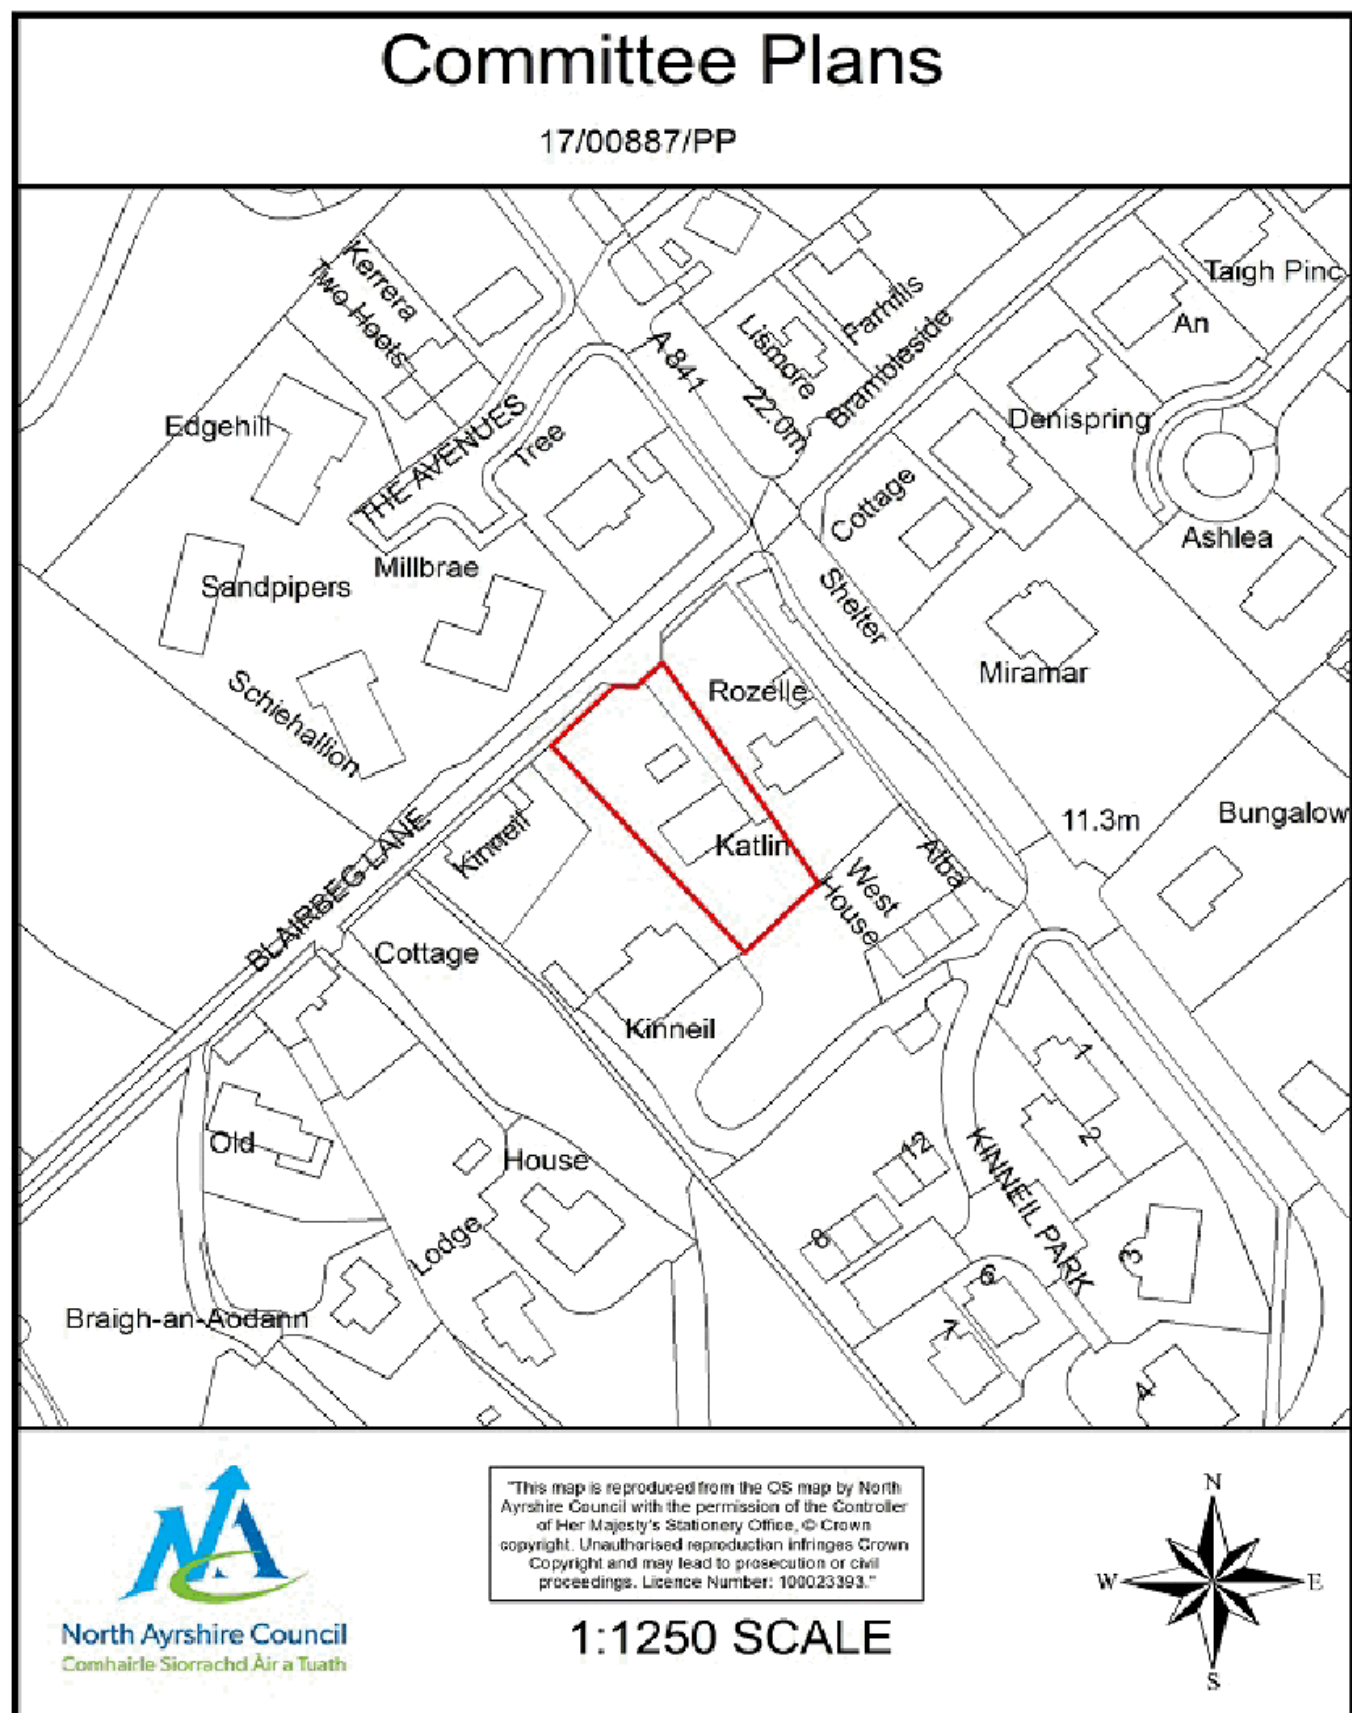 Committee Plans
17/00887/PP
Kerrera
Two Hoots
Taigh Pinc
An
Farhills
Lismore
Brambleside
A 841
22.0m
Edgehill
THE AVENUES
Tree
Denispring
Cottage
Ashlea
Millbrae
Sandpipers
Shelter
Miramar
Schiehallion
Rozelle
BLAIRBEG LANE
Kinneil
Katlin
11.3m
Bungalow
Alba
West
House
Cottage
Kinneil
1
2
Old
House
12
KINNEIL PARK
Lodge
8
3
6
7
4
Braigh-an-Aodann
North Ayrshire Council
Comhairle Siorrachd Àir a Tuath
"This map is reproduced from the OS map by North
Ayrshire Council with the permission of the Controller
of Her Majesty's Stationery Office, © Crown
copyright. Unauthorised reproduction infringes Crown
Copyright and may lead to prosecution or civil
proceedings. Licence Number: 100023393."
1:1250 SCALE
N
W
E
S